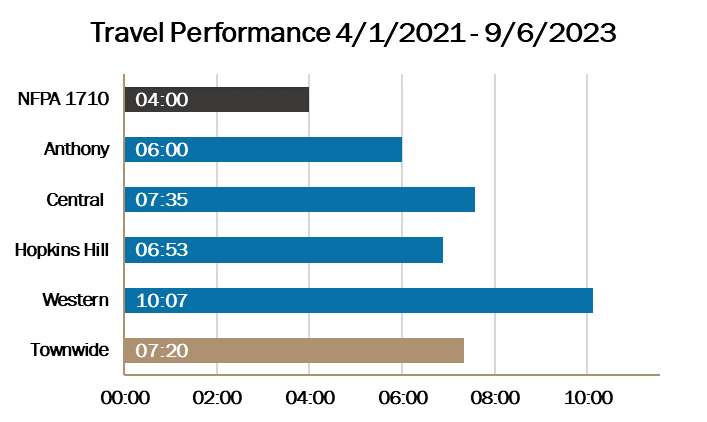 Travel Performance 4/1/2021 - 9/6/2023
NFPA 1710 04:00
Anthony 06:00
Central 07:35
Hopkins Hill 06:53
Western 10:07
Townwide 07:20
00:00 02:00 04:00 06:00 08:00 10:00